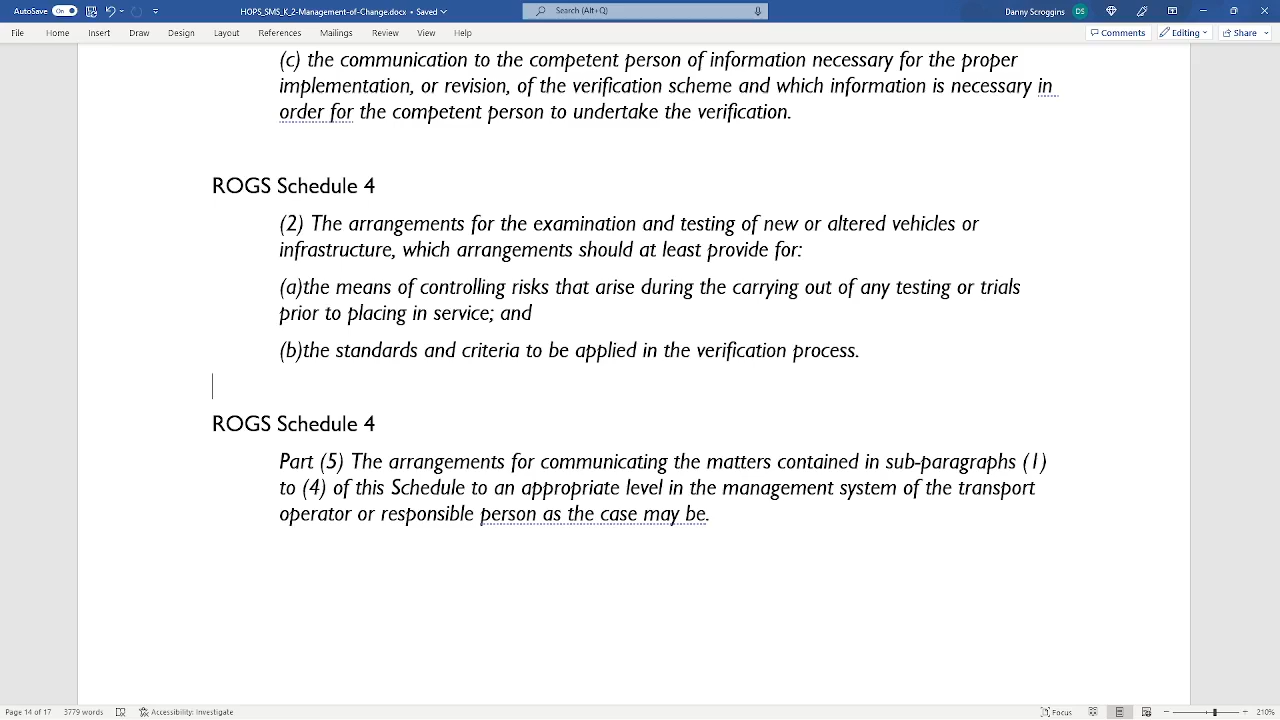 AutoSave On HOPS_SMS_K_2-Management-of-Change.docx • Saved Search (Alt+Q) Danny Scroggins DS
File Home Insert Draw Design Layout References Mailings Review View Help Comments Editing Share
(c) the communication to the competent person of information necessary for the proper
implementation, or revision, of the verification scheme and which information is necessary in
order for the competent person to undertake the verification.
ROGS Schedule 4
(2) The arrangements for the examination and testing of new or altered vehicles or
infrastructure, which arrangements should at least provide for:
(a)the means of controlling risks that arise during the carrying out of any testing or trials
prior to placing in service; and
(b)the standards and criteria to be applied in the verification process.
ROGS Schedule 4
Part (5) The arrangements for communicating the matters contained in sub-paragraphs (1)
to (4) of this Schedule to an appropriate level in the management system of the transport
operator or responsible person as the case may be.
Page 14 of 17 3779 words Accessibility: Investigate Focus 210%